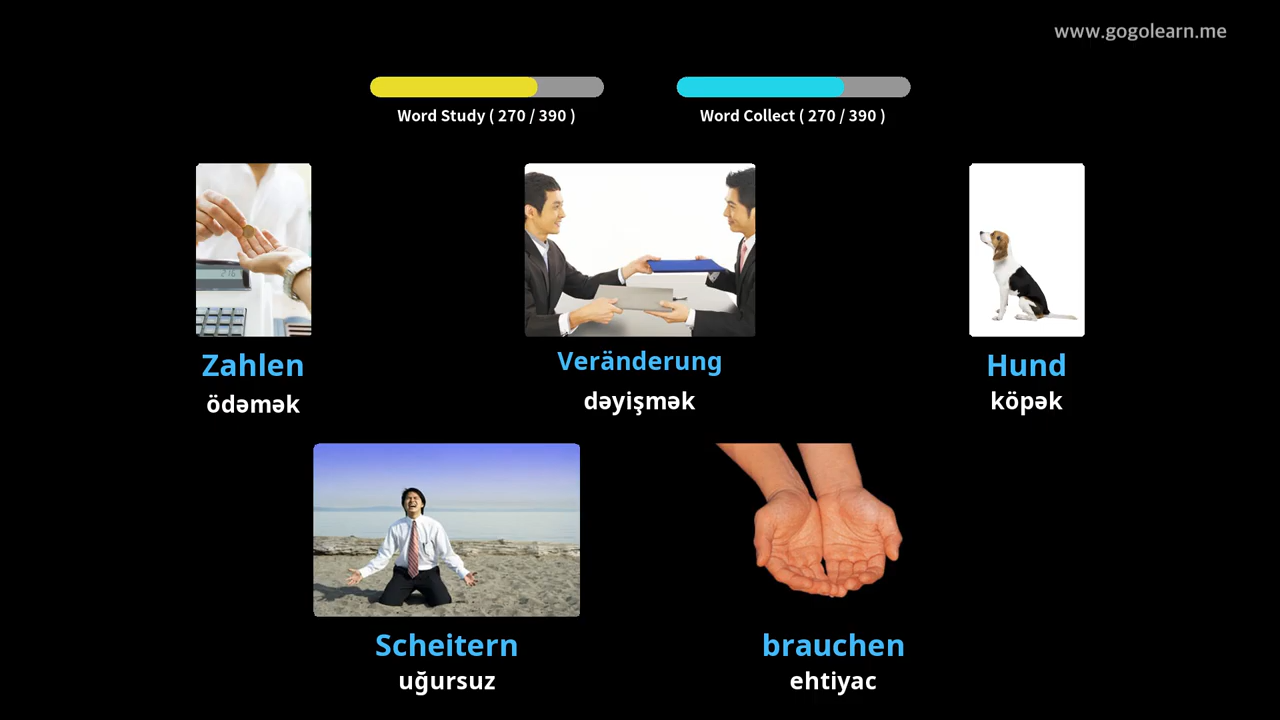 www.gogolearn.me
Word Study ( 270 / 390 )
Word Collect ( 270 / 390 )
Zahlen
ödəmək
Veränderung
dəyişmək
Hund
köpək
Scheitern
uğursuz
brauchen
ehtiyac